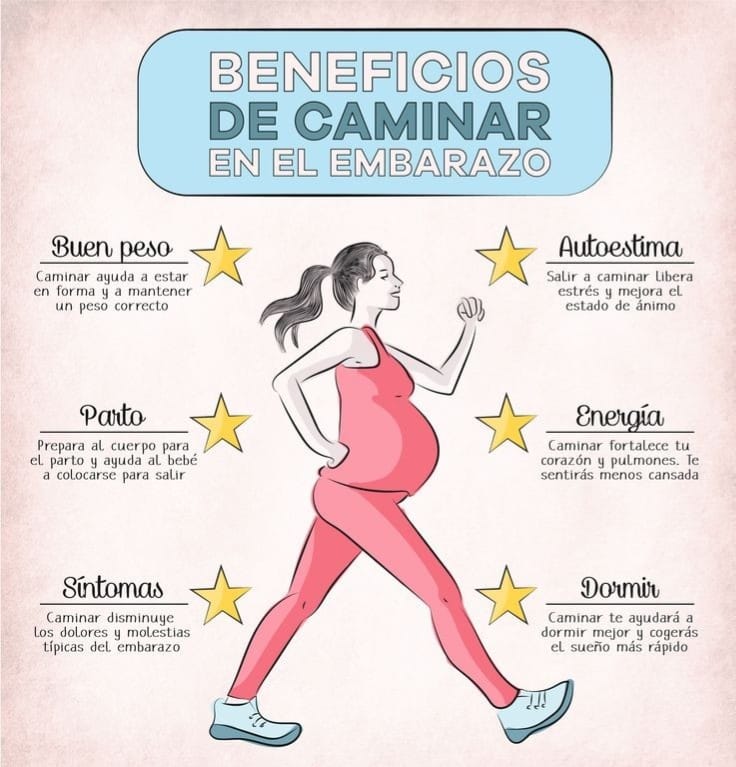 BENEFICIOS
DE CAMINAR
EN EL EMBARAZO
Buen peso
Caminar ayuda a estar
en forma y a mantener
un peso correcto
Parto
Prepara al cuerpo para
el parto y ayuda al bebé
a colocarse para salir
Síntomas
Caminar disminuye
los dolores y molestias
típicas del embarazo
Autoestima
Salir a caminar libera
estrés y mejora el
estado de ánimo
Energía
Caminar fortalece tu
corazón y pulmones. Te
sentirás menos cansada
Dormir
Caminar te ayudará a
dormir mejor y cogerás
el sueño más rápido